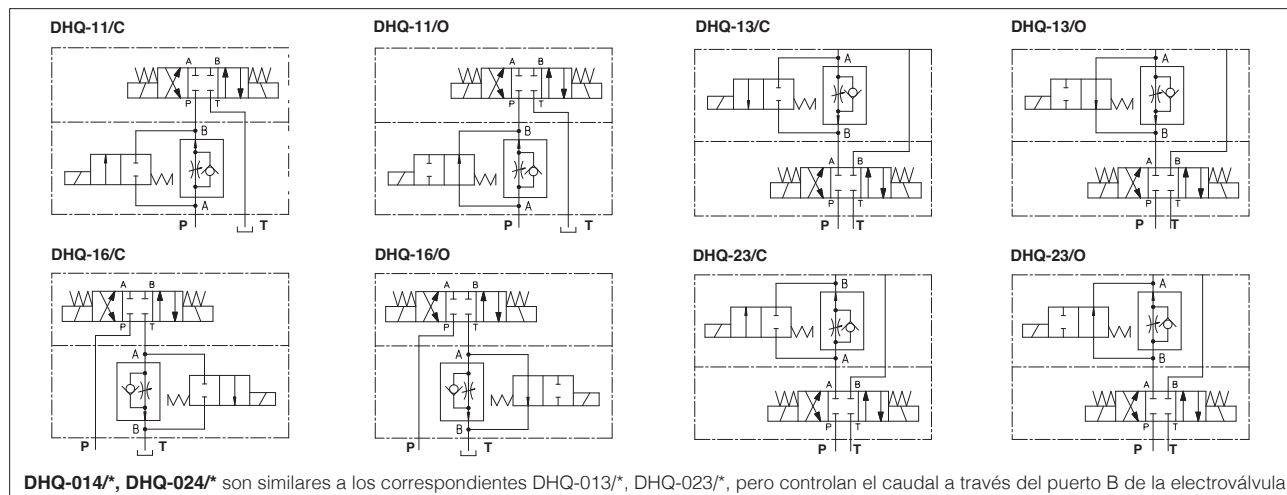 DHQ-11/C
A B
P T
B
A
P T
DHQ-11/O
A B
P T
B
A
P T
DHQ-13/C
A
B
A B
P T
P T
DHQ-13/O
A
B
A B
P T
P T
DHQ-16/C
A B
P T
A
B
P T
DHQ-16/O
A B
P T
A
B
P T
DHQ-23/C
B
A
A B
P T
P T
DHQ-23/O
A
B
A B
P T
P T
DHQ-014/*, DHQ-024/* son similares a los correspondientes DHQ-013/*, DHQ-023/*, pero controlan el caudal a través del puerto B de la electroválvula